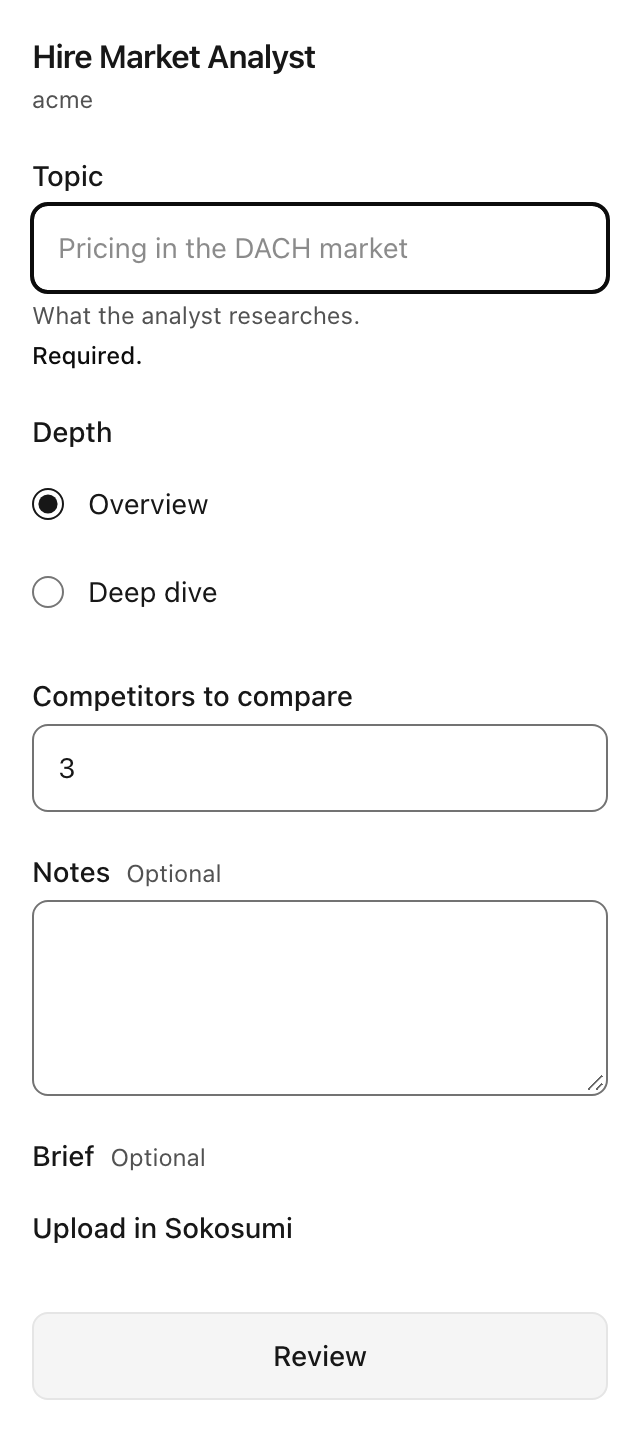 Hire Market Analyst
acme
Topic
Pricing in the DACH market
What the analyst researches.
Required.
Depth
Overview
Deep dive
Competitors to compare
3
Notes Optional
Brief Optional
Upload in Sokosumi
Review